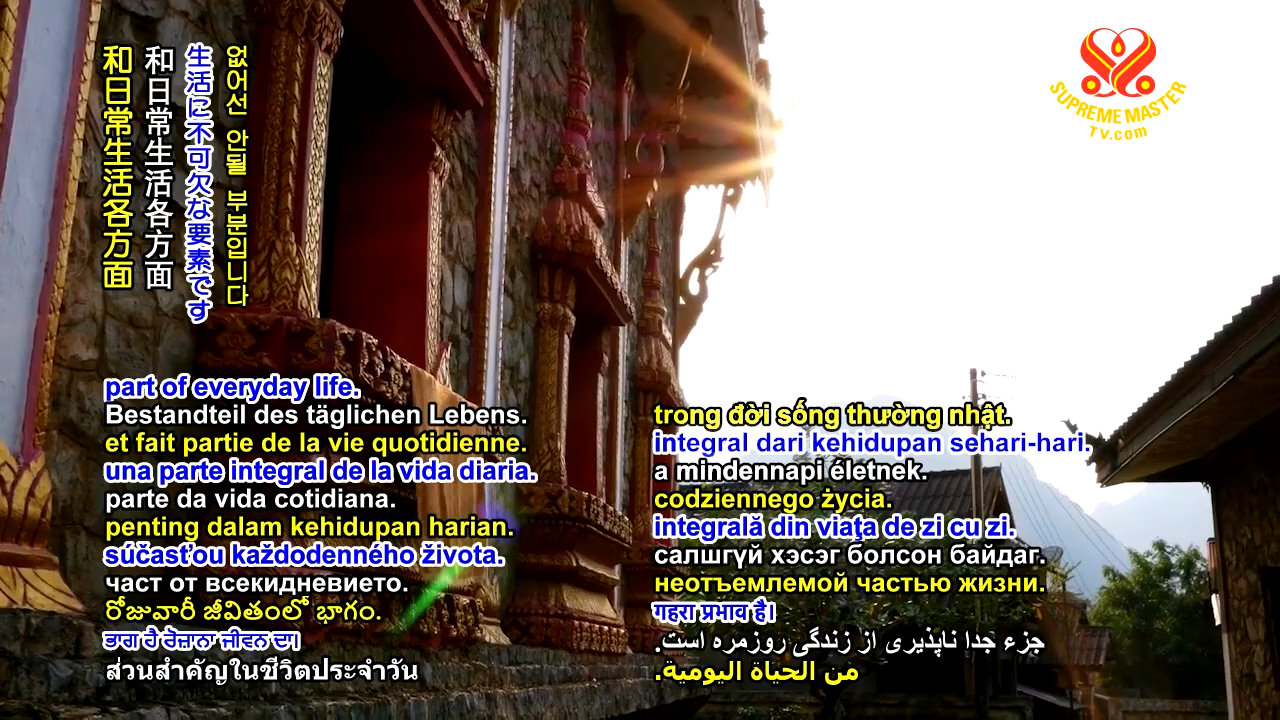 和日常生活各方面
和日常生活各方面
生活に不可欠な要素です
없어선 안될 부분입니다
SUPREME MASTER
TV.com
part of everyday life.
Bestandteil des täglichen Lebens.
et fait partie de la vie quotidienne.
una parte integral de la vida diaria.
parte da vida cotidiana.
penting dalam kehidupan harian.
súčasťou každodenného života.
част от всекидневието.
రోజువారీ జీవితంలో భాగం.
ਭਾਗ ਹੈ ਰੋਜ਼ਾਨਾ ਜੀਵਨ ਦਾ।
ส่วนสำคัญในชีวิตประจำวัน
trong đời sống thường nhật.
integral dari kehidupan sehari-hari.
a mindennapi életnek.
codziennego życia.
integrală din viaţa de zi cu zi.
салшгүй хэсэг болсон байдаг.
неотъемлемой частью жизни.
गहरा प्रभाव है।
جزء جدا ناپذیری از زندگی روزمره است.
من الحياة اليومية.